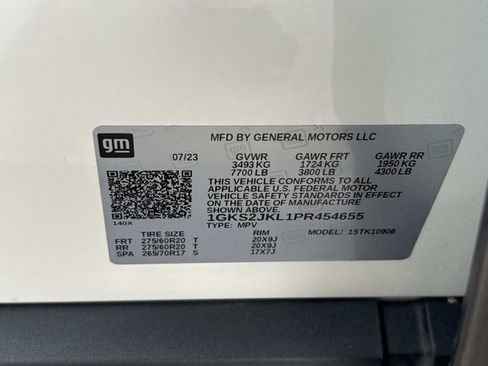 gm
MFD BY GENERAL MOTORS LLC
07/23 GVWR GAWR FRT GAWR RR
3493 KG 1724 KG 1950 KG
7700 LB 3800 LB 4300 LB
THIS VEHICLE CONFORMS TO ALL
APPLICABLE U.S. FEDERAL MOTOR
VEHICLE SAFETY STANDARDS IN EFFECT
ON THE DATE OF MANUFACTURE
SHOWN ABOVE.
1GKS2JKL1PR454655
TYPE: MPV MODEL: 1STK10906
140X
TIRE SIZE RIM
FRT 275/60R20 T 20X9J
RR 275/60R20 T 20X9J
SPA 265/70R17 S 17X7J